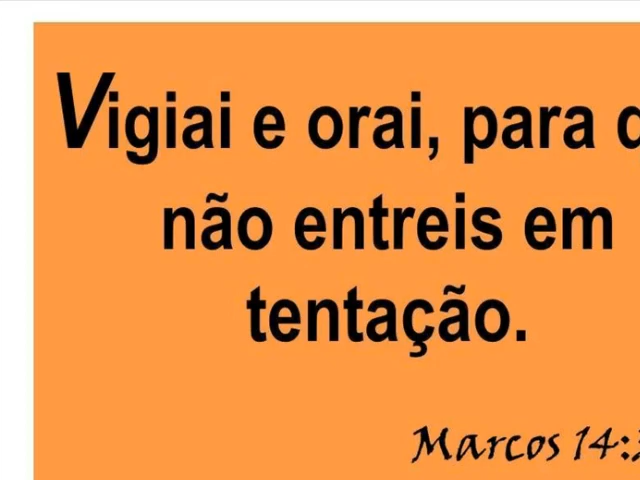 Vigiai e orai, para
não entreis em
tentação.
Marcos 14: